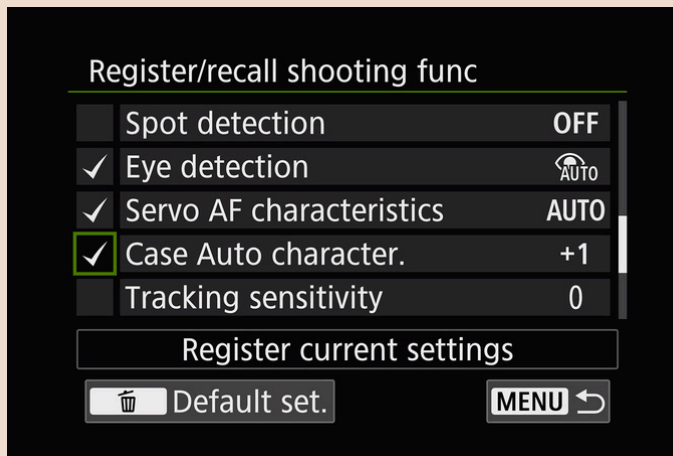 Register/recall shooting func
Spot detection OFF
Eye detection AUTO
Servo AF characteristics AUTO
Case Auto character. +1
Tracking sensitivity 0
Register current settings
Default set. MENU